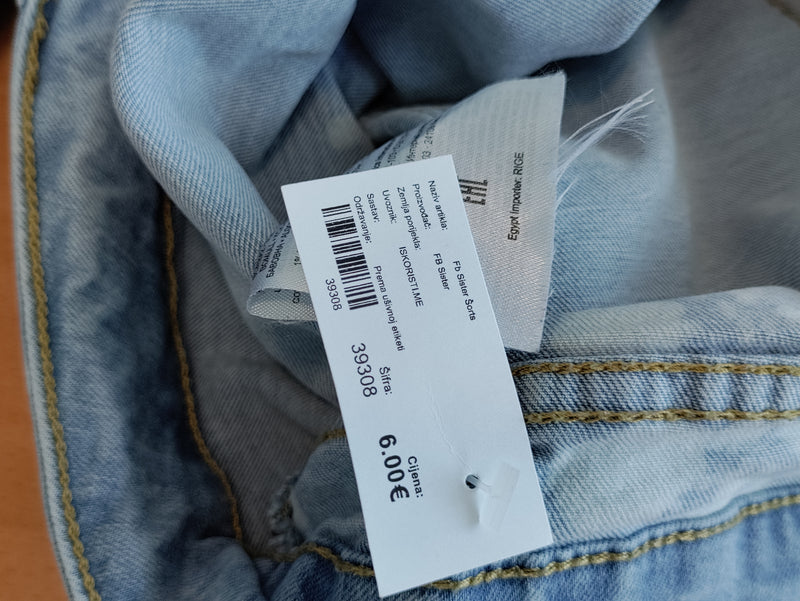 Naziv artikla: Fb Sister Šorts
Proizvođač: FB Sister
Zemlja porijekla:
Uvoznik: ISKORISTI.ME
Sastav:
Održavanje: Prema ušivnoj etiketi
39308
Šifra:
39308
Cijena:
6.00€
EAC
Egypt Importer: RIGE